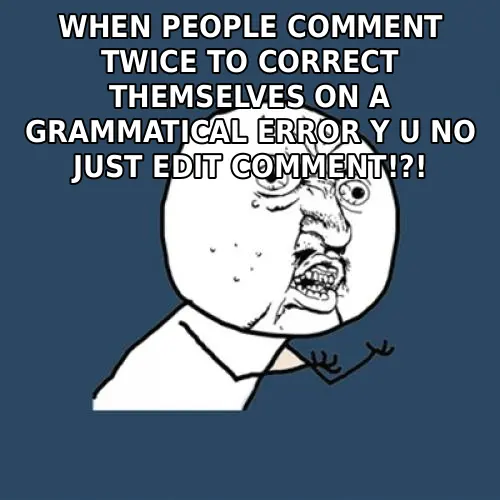 WHEN PEOPLE COMMENT
TWICE TO CORRECT
THEMSELVES ON A
GRAMMATICAL ERROR Y U NO
JUST EDIT COMMENT!?!